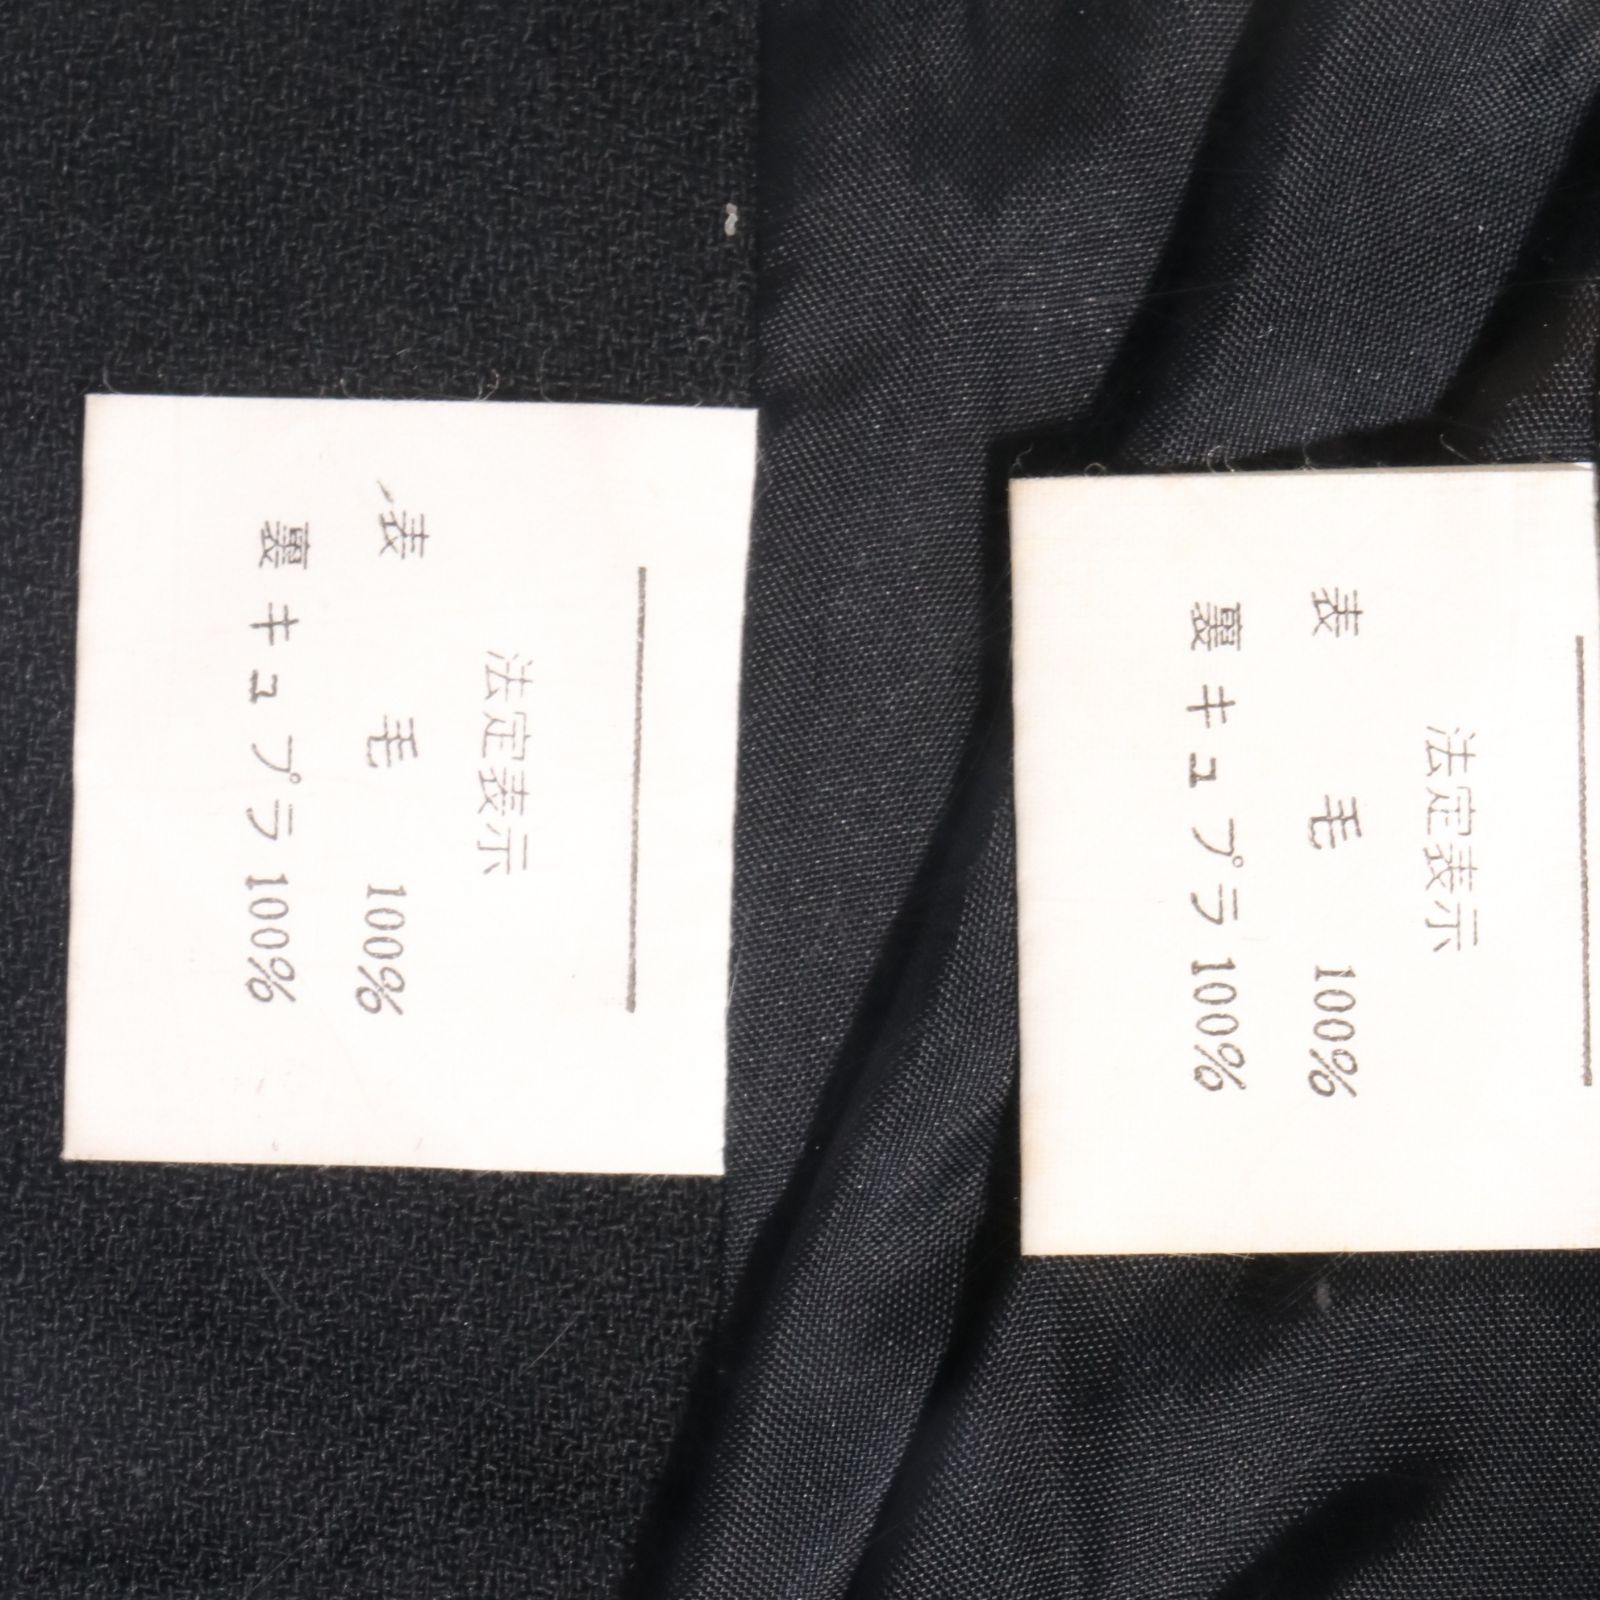 法定表示
表 毛 100%
裏 キュプラ 100%
法定表示
表 毛 100%
裏 キュプラ 100%